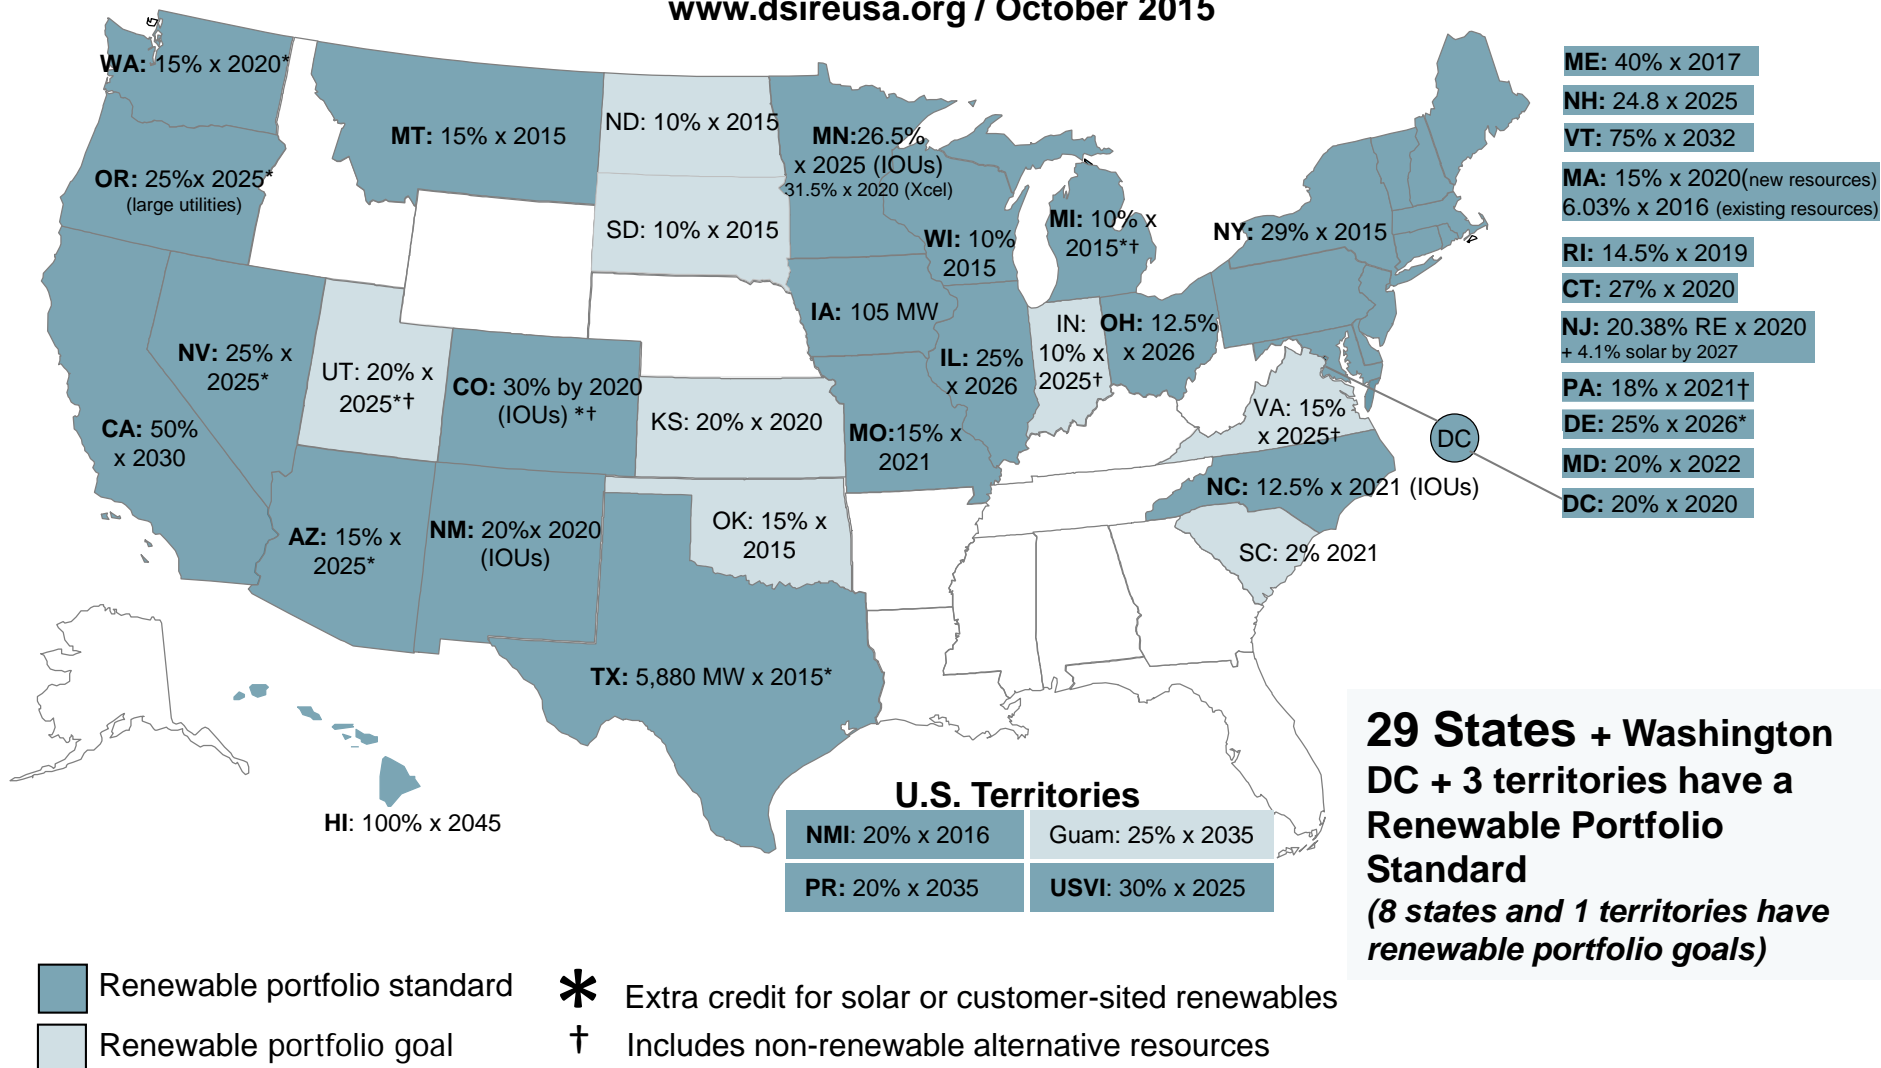 www.dsireusa.org / October 2015
WA: 15% x 2020*
OR: 25%x 2025*
(large utilities)
CA: 50%
x 2030
NV: 25% x
2025*
UT: 20% x
2025*†
AZ: 15% x
2025*
MT: 15% x 2015
CO: 30% by 2020
(IOUs) *†
NM: 20%x 2020
(IOUs)
ND: 10% x 2015
SD: 10% x 2015
KS: 20% x 2020
OK: 15% x
2015
TX: 5,880 MW x 2015*
MN:26.5%
x 2025 (IOUs)
31.5% x 2020 (Xcel)
IA: 105 MW
MO:15% x
2021
WI: 10%
2015
IL: 25%
x 2026
MI: 10% x
2015*†
IN:
10% x
2025†
OH: 12.5%
x 2026
NY: 29% x 2015
VA: 15%
x 2025†
NC: 12.5% x 2021 (IOUs)
SC: 2% 2021
DC
HI: 100% x 2045
ME: 40% x 2017
NH: 24.8 x 2025
VT: 75% x 2032
MA: 15% x 2020(new resources)
6.03% x 2016 (existing resources)
RI: 14.5% x 2019
CT: 27% x 2020
NJ: 20.38% RE x 2020
+ 4.1% solar by 2027
PA: 18% x 2021†
DE: 25% x 2026*
MD: 20% x 2022
DC: 20% x 2020
U.S. Territories
NMI: 20% x 2016
Guam: 25% x 2035
PR: 20% x 2035
USVI: 30% x 2025
29 States + Washington
DC + 3 territories have a
Renewable Portfolio
Standard
(8 states and 1 territories have
renewable portfolio goals)
Renewable portfolio standard
Renewable portfolio goal
* Extra credit for solar or customer-sited renewables
† Includes non-renewable alternative resources